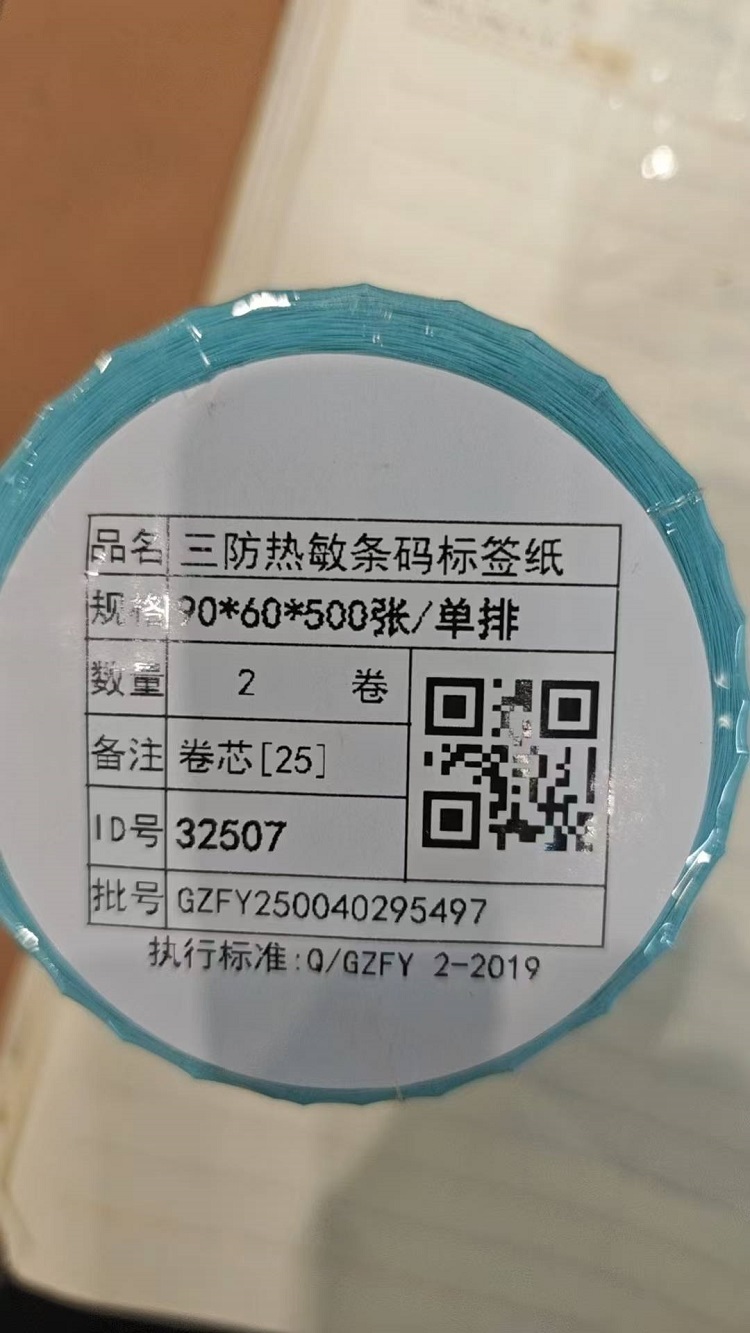 品名 三防热敏条码标签纸
规格 90*60*500张/单排
数量 2 卷
备注 卷芯[25]
ID号 32507
批号 GZFY250040295497
执行标准:Q/GZFY 2-2019